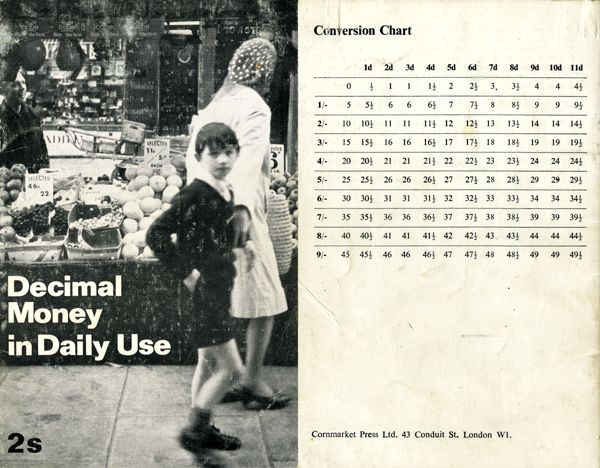 SELECTED
SELECTED
22
Decimal
Money
in Daily Use
2s
Conversion Chart
1d 2d 3d 4d 5d 6d 7d 8d 9d 10d 11d
0 ½ 1 1 1½ 2 2½ 3 3½ 4 4 4½
1/- 5 5½ 6 6 6½ 7 7½ 8 8½ 9 9 9½
2/- 10 10½ 11 11 11½ 12 12½ 13 13½ 14 14 14½
3/- 15 15½ 16 16 16½ 17 17½ 18 18½ 19 19 19½
4/- 20 20½ 21 21 21½ 22 22½ 23 23½ 24 24 24½
5/- 25 25½ 26 26 26½ 27 27½ 28 28½ 29 29 29½
6/- 30 30½ 31 31 31½ 32 32½ 33 33½ 34 34 34½
7/- 35 35½ 36 36 36½ 37 37½ 38 38½ 39 39 39½
8/- 40 40½ 41 41 41½ 42 42½ 43 43½ 44 44 44½
9/- 45 45½ 46 46 46½ 47 47½ 48 48½ 49 49 49½
Cornmarket Press Ltd. 43 Conduit St. London W1.